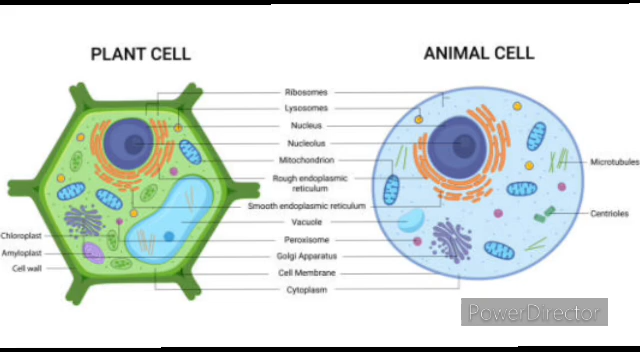 PLANT CELL
ANIMAL CELL
Ribosomes
Lysosomes
Nucleus
Nucleolus
Mitochondrion
Rough endoplasmic
reticulum
Smooth endoplasmic reticulum
Vacuole
Peroxisome
Golgi Apparatus
Cell Membrane
Cytoplasm
Chloroplast
Amyloplast
Cell wall
Microtubules
Centrioles
PowerDirector